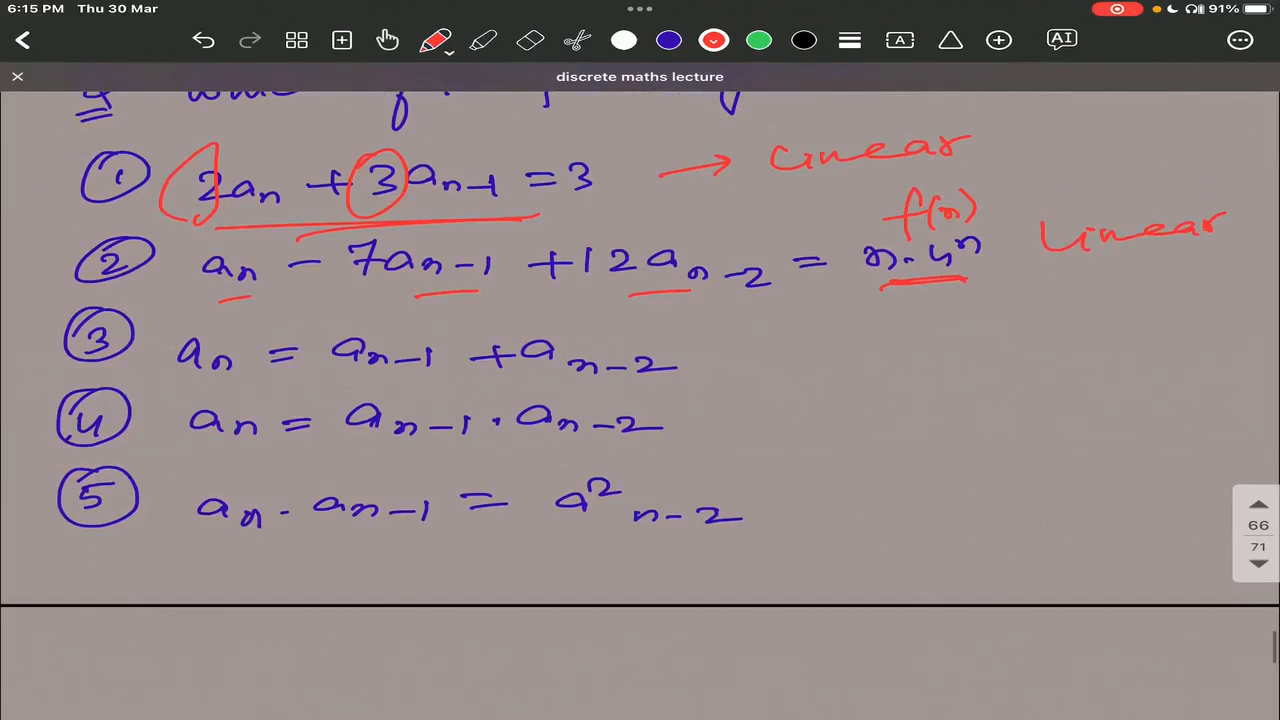 6:15 PM Thu 30 Mar
91%
A
AI
discrete maths lecture
① 2aₙ + 3aₙ₋₁ = 3 → Linear
② aₙ - 7aₙ₋₁ + 12aₙ₋₂ = n.4ⁿ f(n) Linear
③ aₙ = aₙ₋₁ + aₙ₋₂
④ aₙ = aₙ₋₁ . aₙ₋₂
⑤ aₙ . aₙ₋₁ = a²ₙ₋₂
66
71